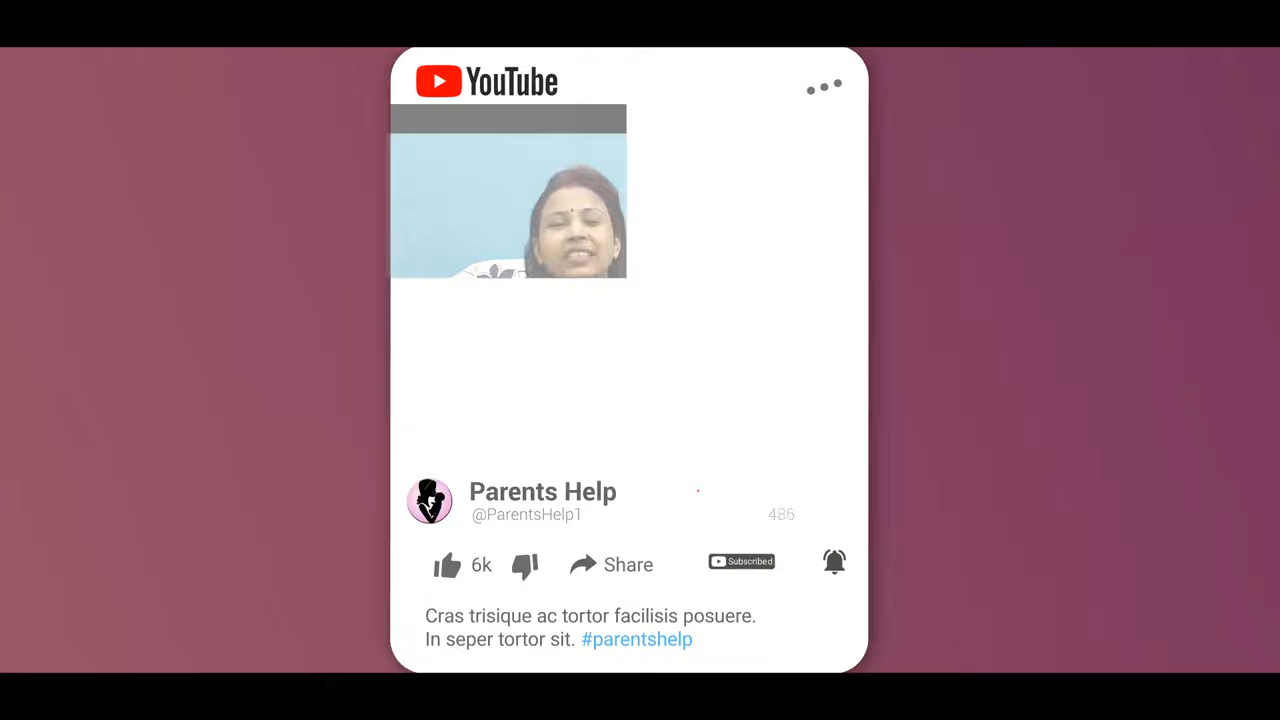 YouTube
Parents Help
@ParentsHelp1
486
6k
Share
Subscribed
Cras trisique ac tortor facilisis posuere.
In seper tortor sit. #parentshelp